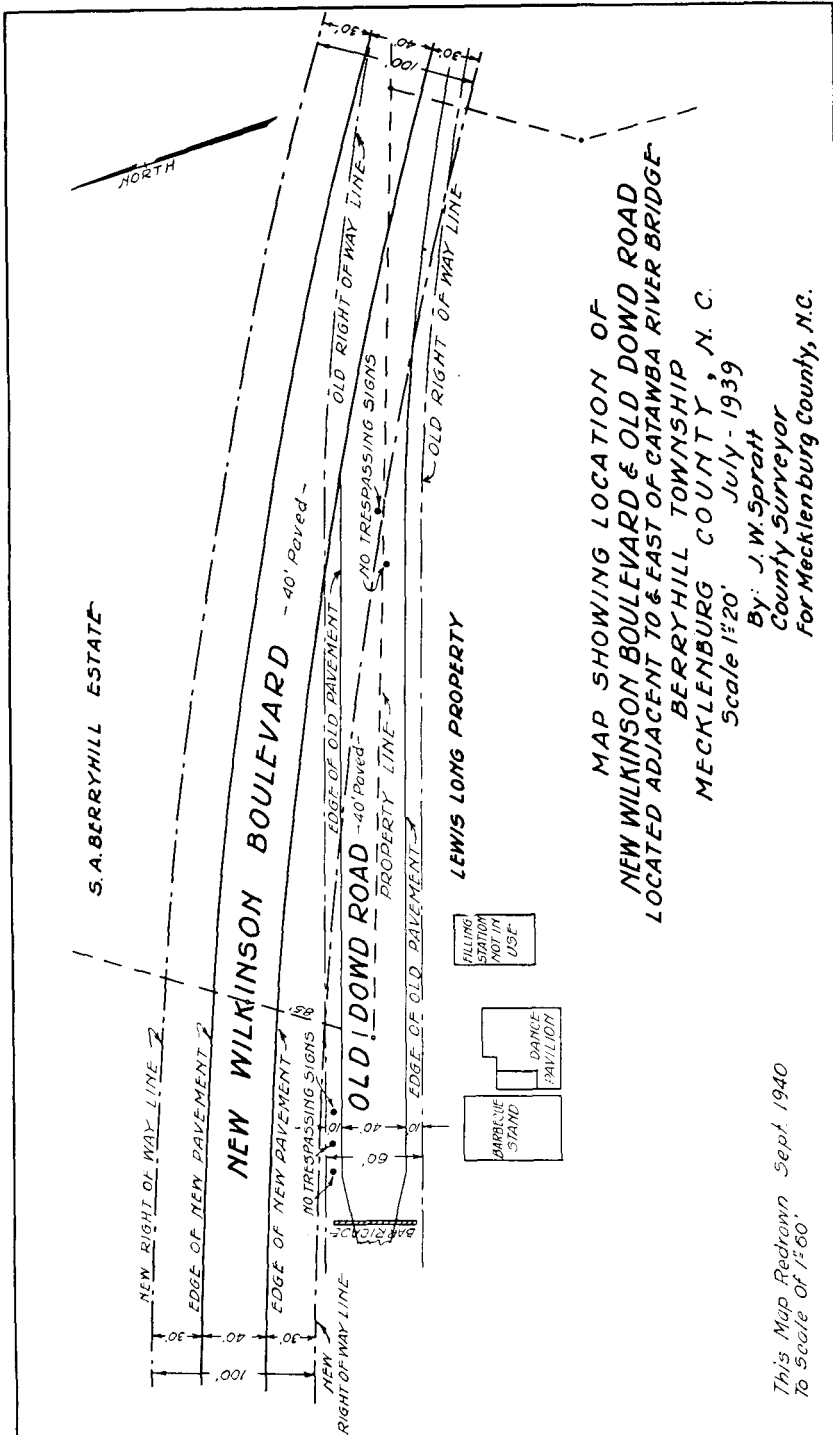 30'
40'
30'
100'
NORTH
S.A. BERRYHILL ESTATE
OLD RIGHT OF WAY LINE
NEW WILKINSON BOULEVARD - 40' Paved -
NO TRESPASSING SIGNS
EDGE OF OLD PAVEMENT
OLD RIGHT OF WAY LINE
NEW RIGHT OF WAY LINE
EDGE OF NEW PAVEMENT
85'
OLD DOWD ROAD - 40' Paved -
PROPERTY LINE
LEWIS LONG PROPERTY
EDGE OF NEW PAVEMENT
NO TRESPASSING SIGNS
EDGE OF OLD PAVEMENT
10
40'
10
60'
BARRICADE
FILLING
STATION
NOT IN
USE
DANCE
PAVILION
BARBECUE
STAND
30'
40'
30'
100'
NEW
RIGHT OF WAY LINE
MAP SHOWING LOCATION OF
NEW WILKINSON BOULEVARD & OLD DOWD ROAD
LOCATED ADJACENT TO & EAST OF CATAWBA RIVER BRIDGE
BERRYHILL TOWNSHIP
MECKLENBURG COUNTY, N. C.
Scale 1"=20' July - 1939
By: J.W. Spratt
County Surveyor
For Mecklenburg County, N.C.
This Map Redrawn Sept. 1940
To Scale Of 1"=60'